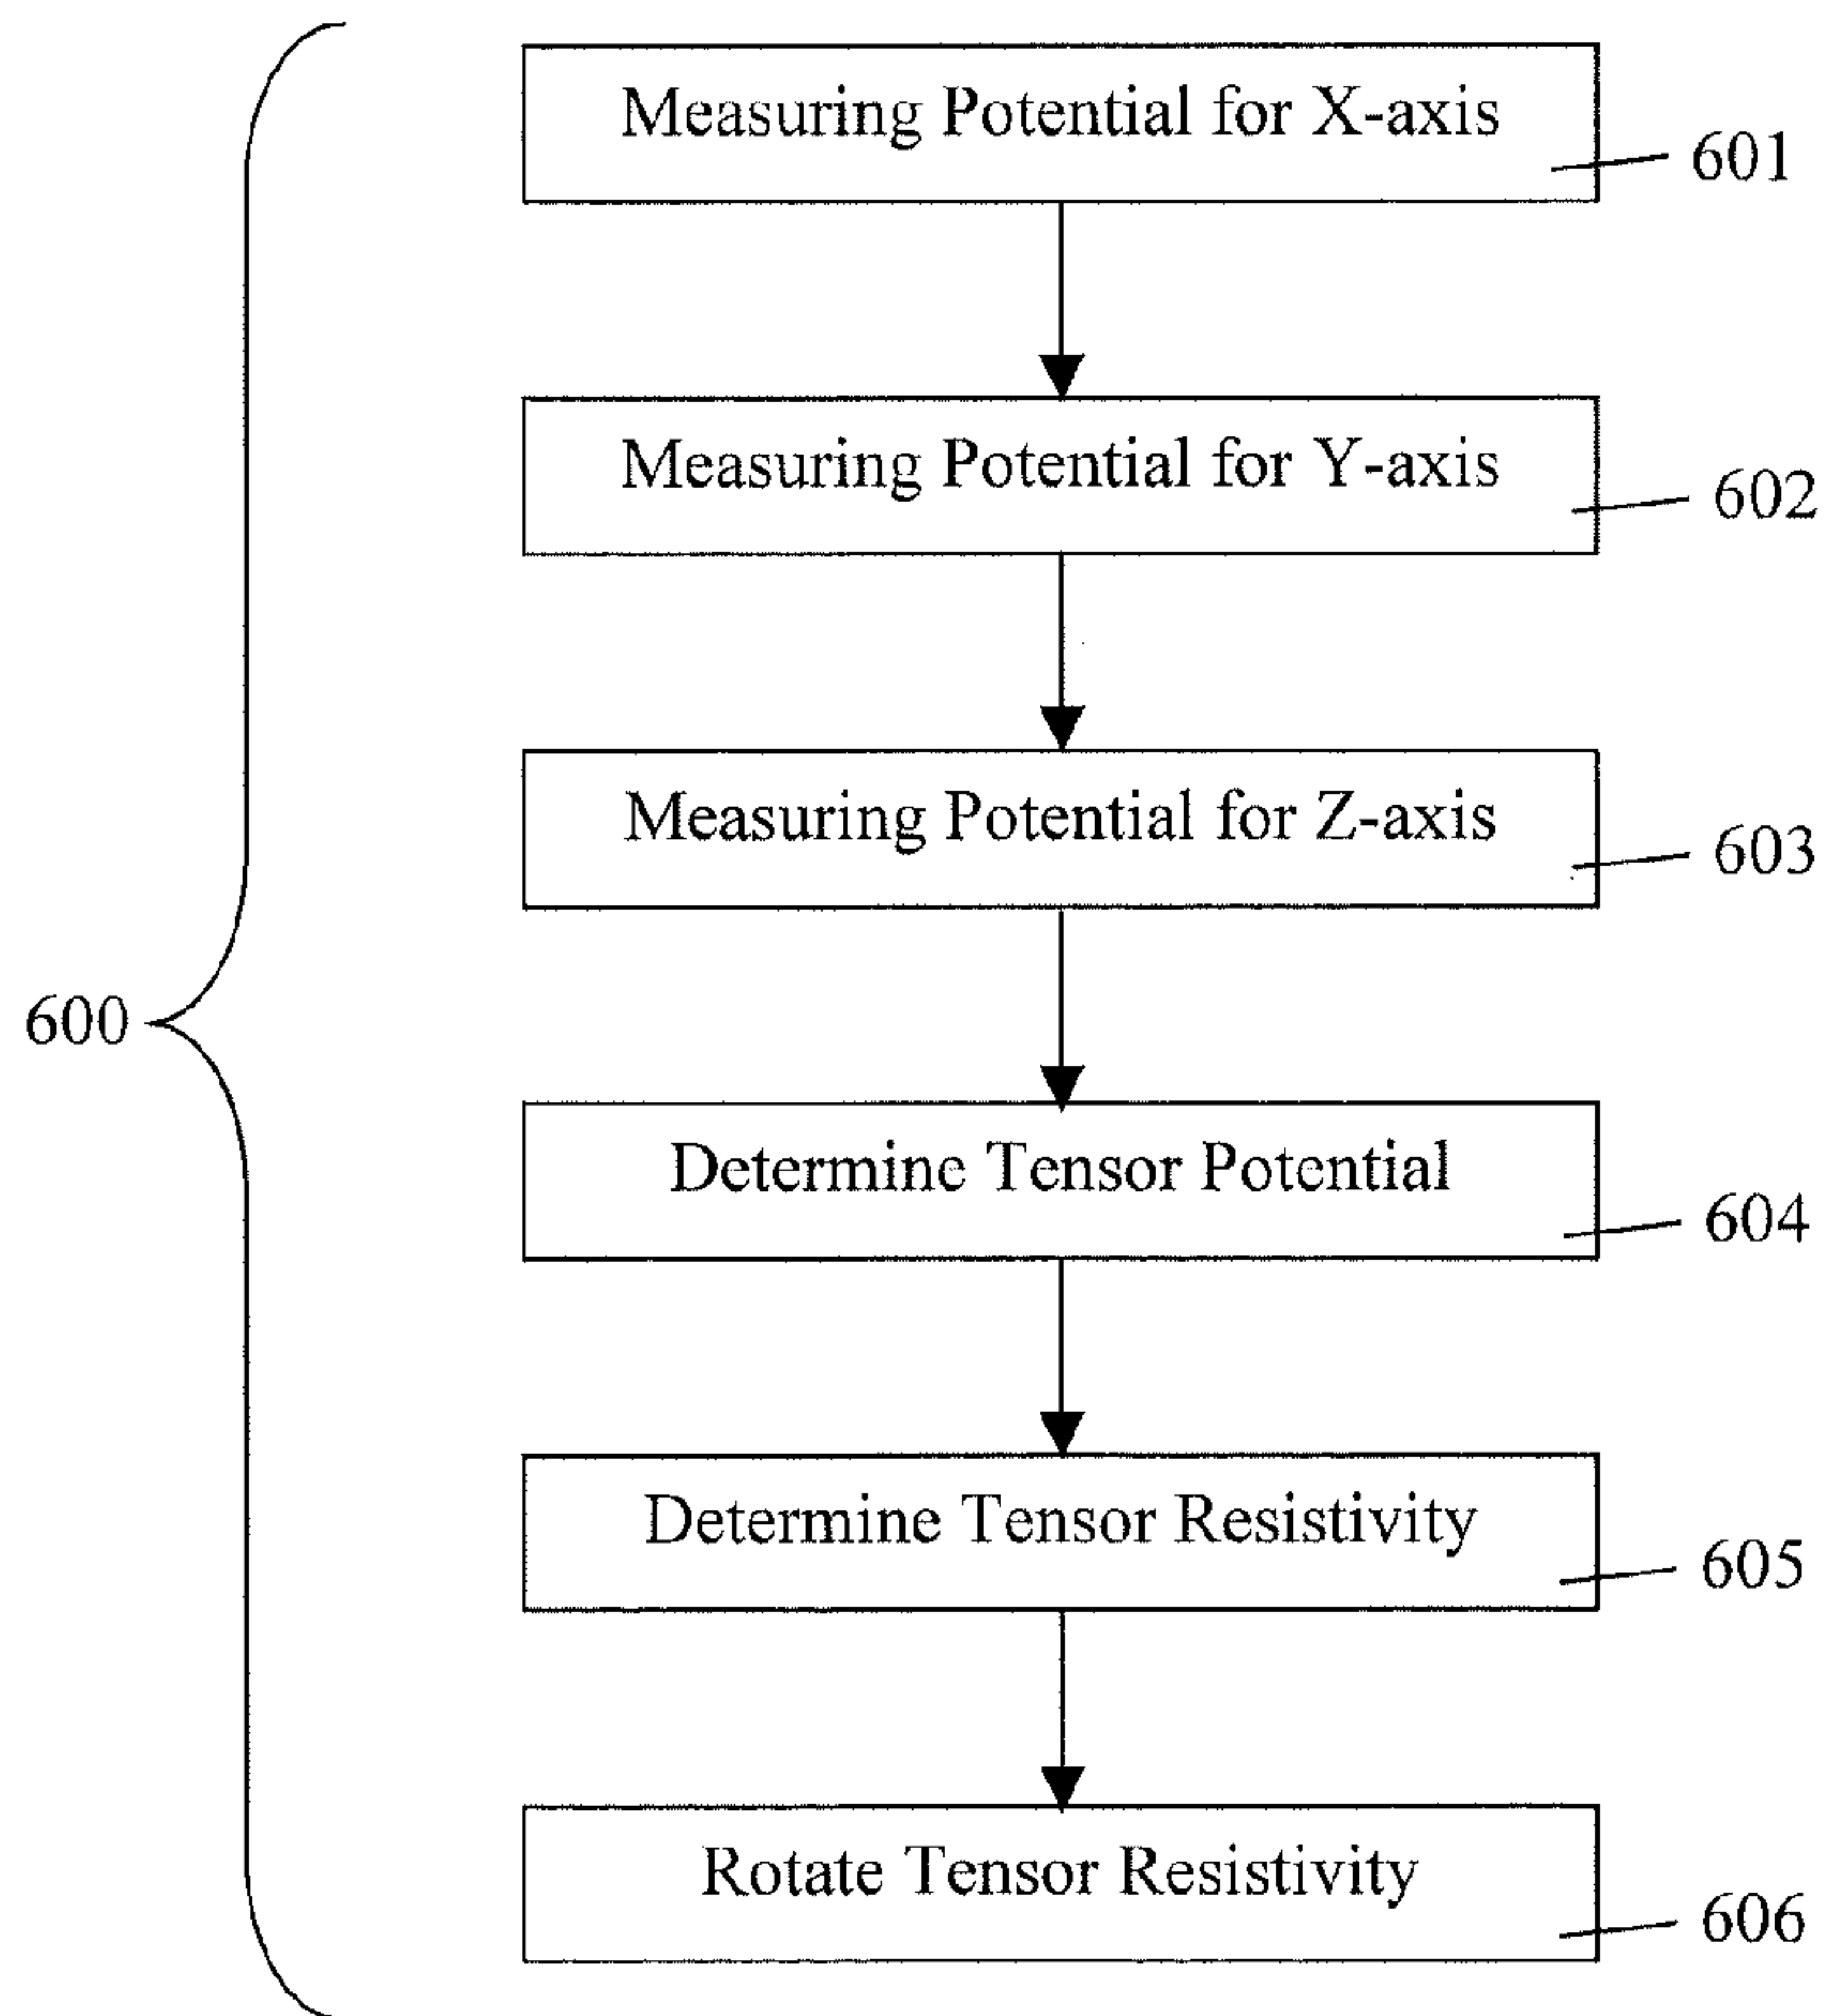 Measuring Potential for X-axis
601
Measuring Potential for Y-axis
602
Measuring Potential for Z-axis
603
600
Determine Tensor Potential
604
Determine Tensor Resistivity
605
Rotate Tensor Resistivity
606